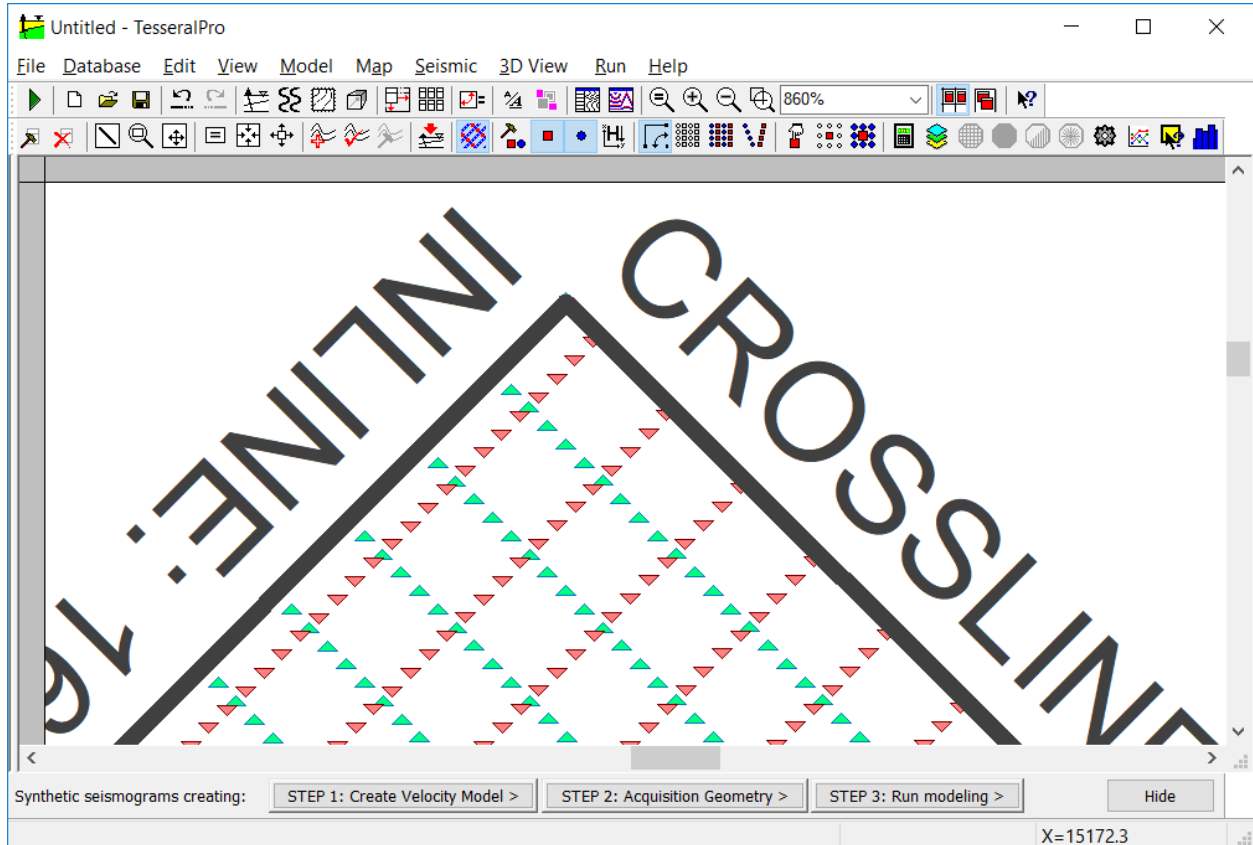 Untitled - TesseralPro
File Database Edit View Model Map Seismic 3D View Run Help
860%
INLINE: 16
CROSSLINE
Synthetic seismograms creating: STEP 1: Create Velocity Model > STEP 2: Acquisition Geometry > STEP 3: Run modeling > Hide
X=15172.3